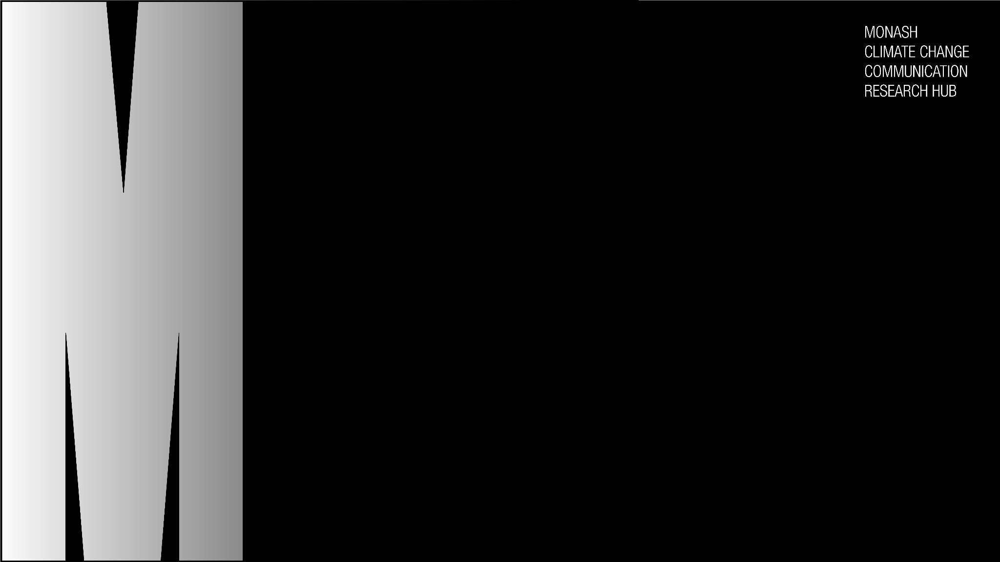 M
MONASH
CLIMATE CHANGE
COMMUNICATION
RESEARCH HUB